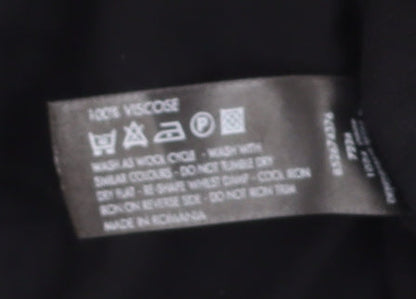 100% VISCOSE
P
WASH AS WOOL CYCLE - WASH WITH
SIMILAR COLOURS - DO NOT TUMBLE DRY
DRY FLAT - RE-SHAPE WHILST DAMP - COOL IRON
IRON ON REVERSE SIDE - DO NOT IRON TRIM
MADE IN ROMANIA